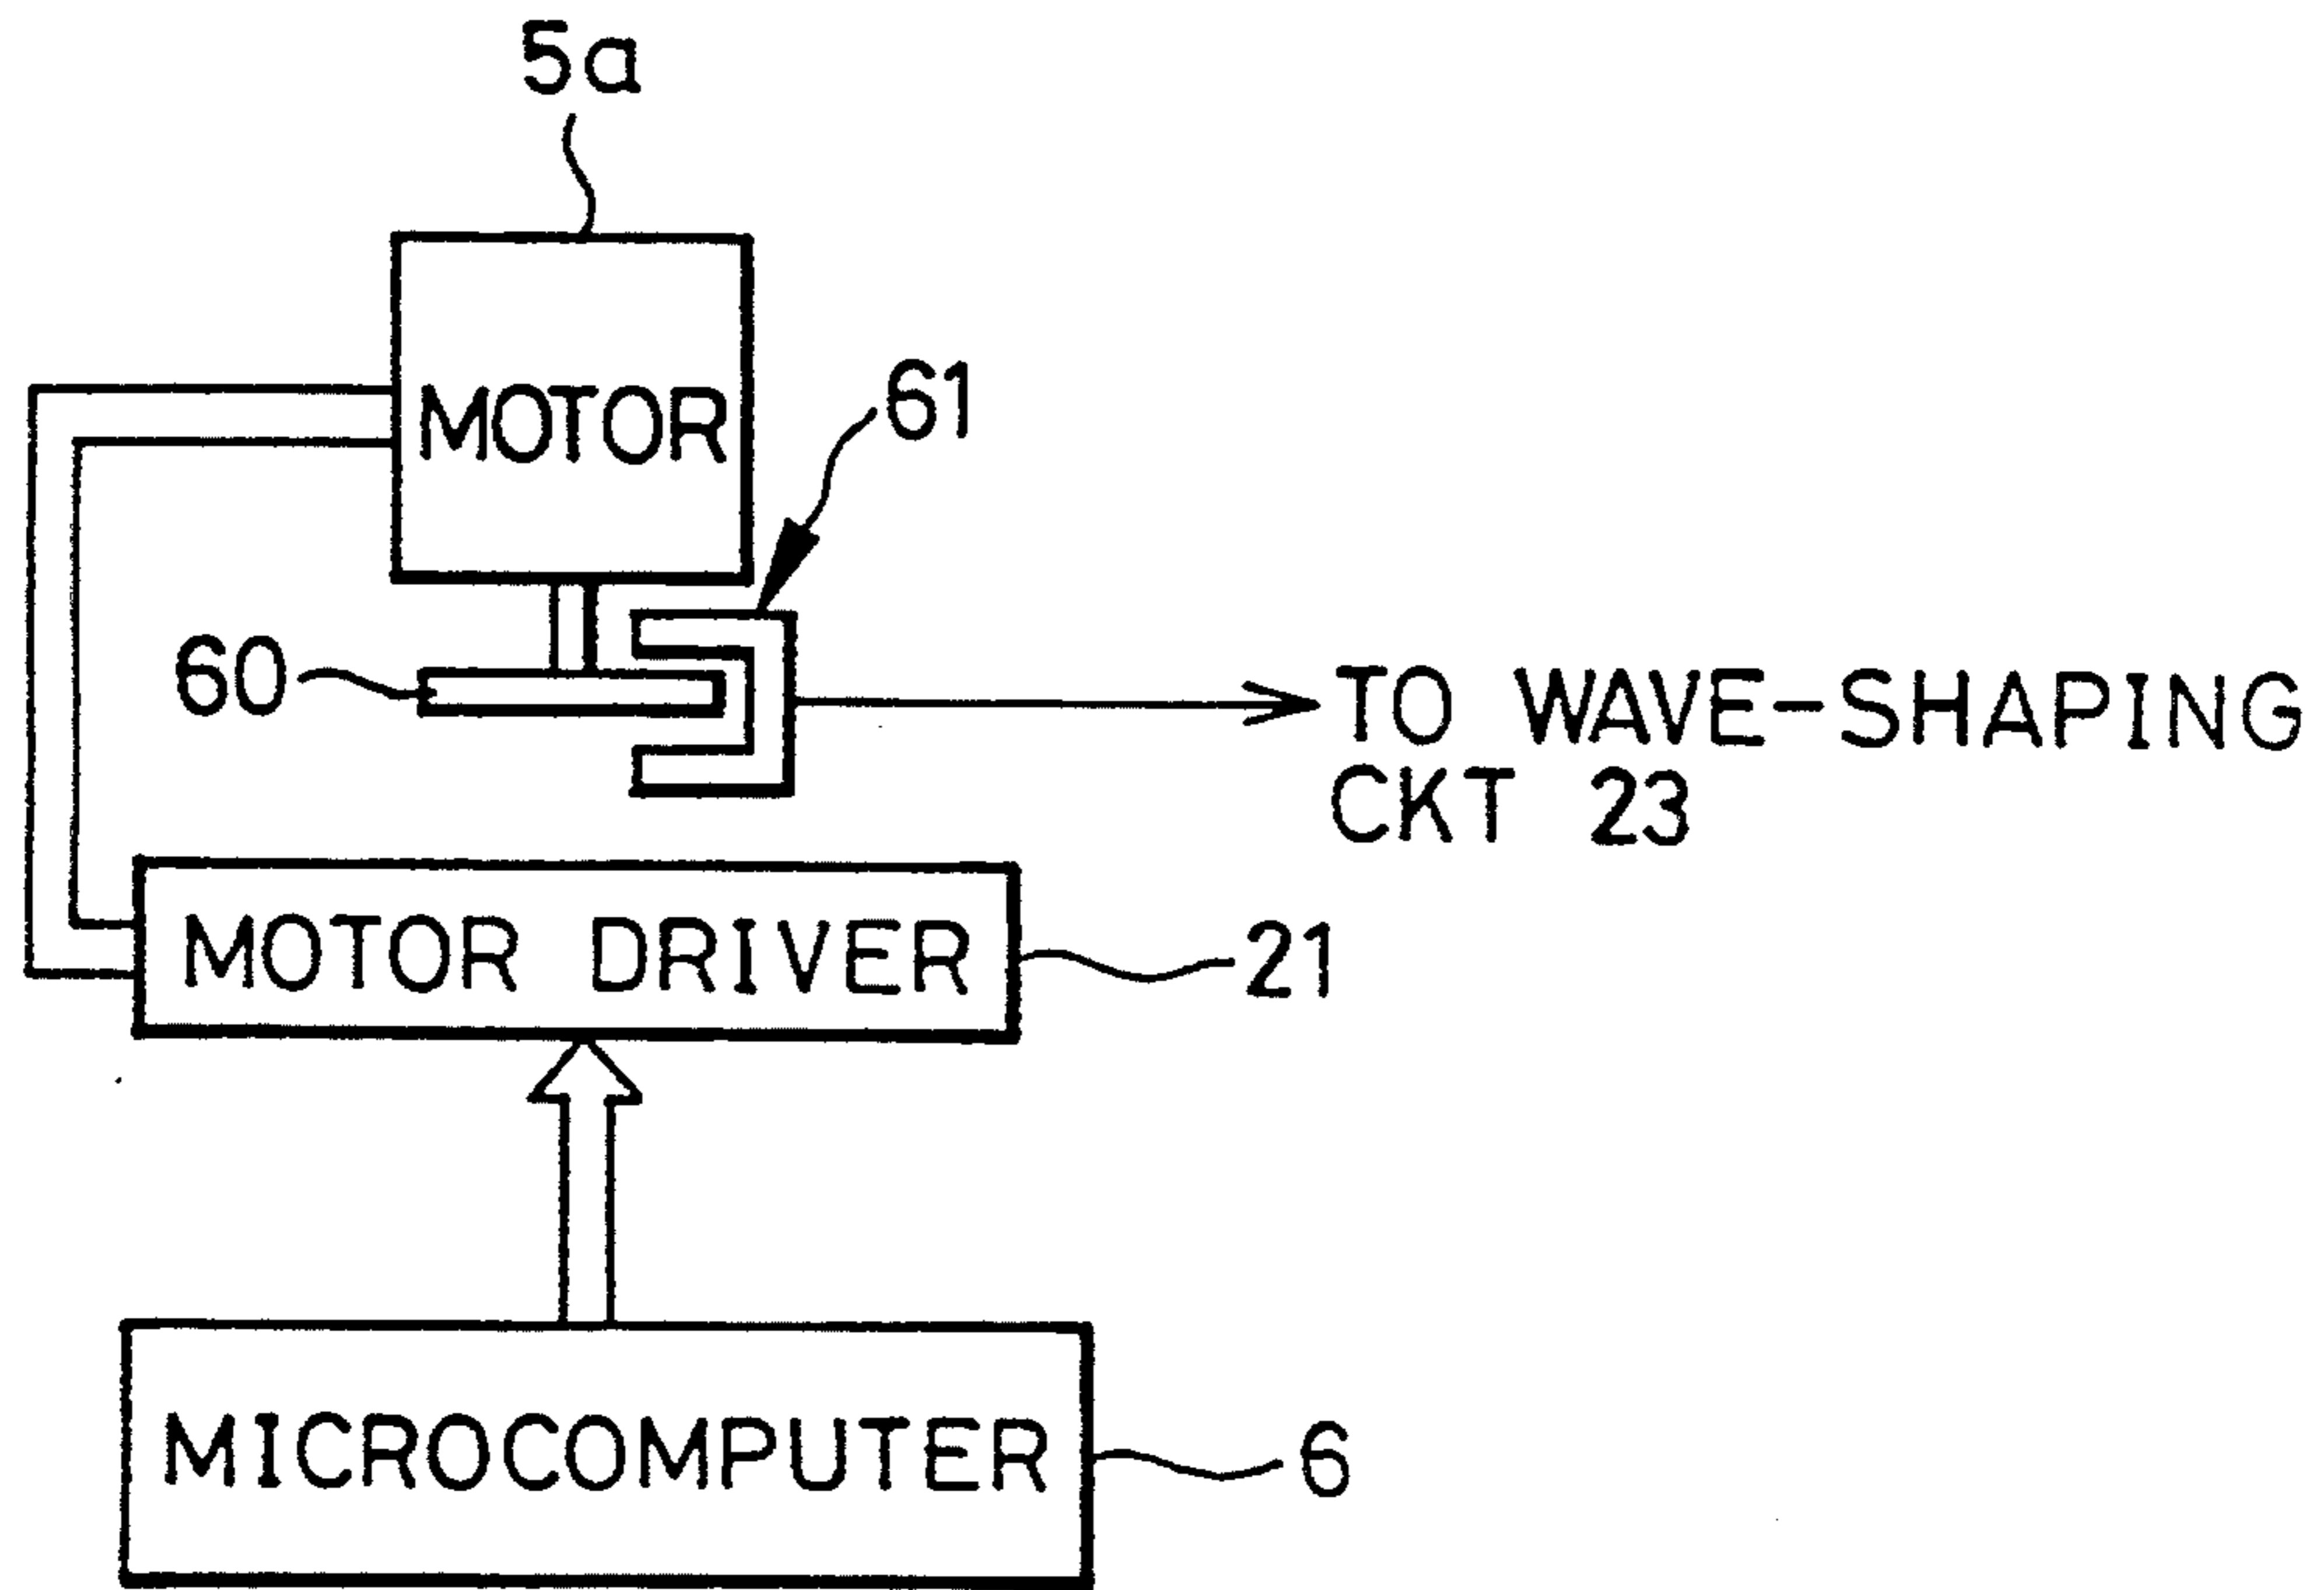 5a
MOTOR
61
60
TO WAVE-SHAPING
CKT 23
MOTOR DRIVER
21
MICROCOMPUTER
6